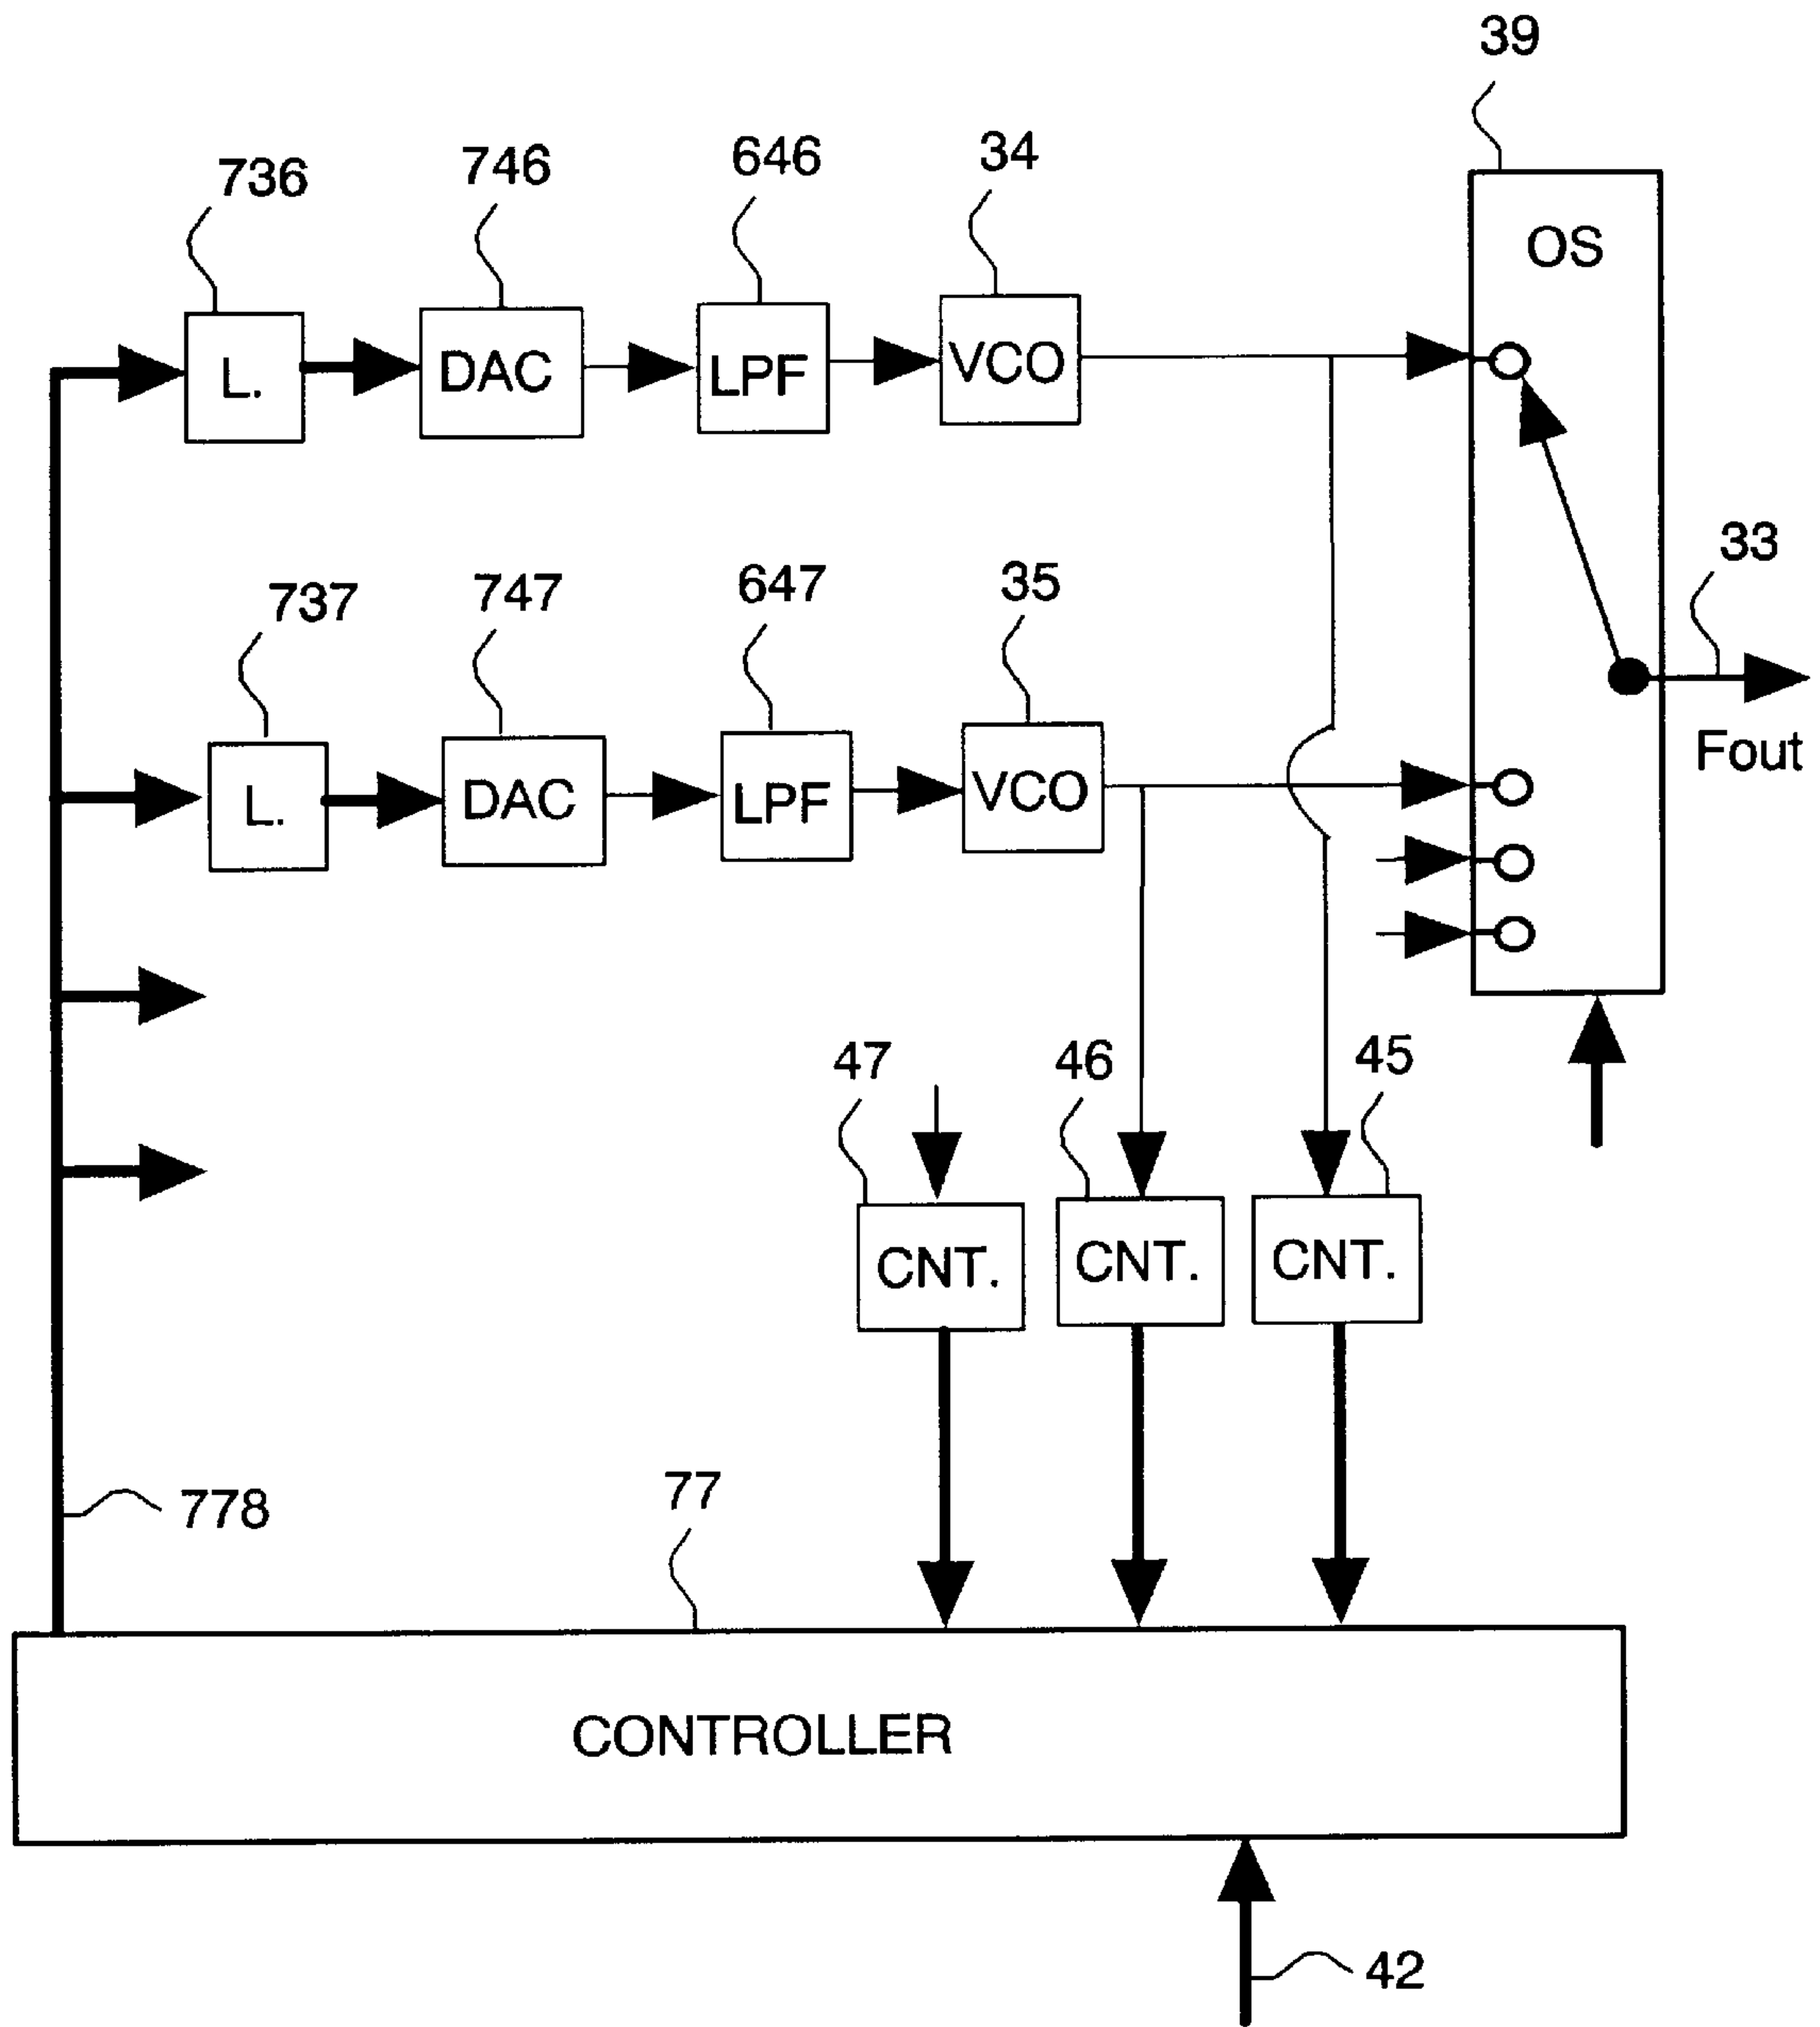 39
736
746
646
34
OS
L.
DAC
LPF
VCO
33
737
747
647
35
Fout
L.
DAC
LPF
VCO
47
46
45
CNT.
CNT.
CNT.
778
77
CONTROLLER
42